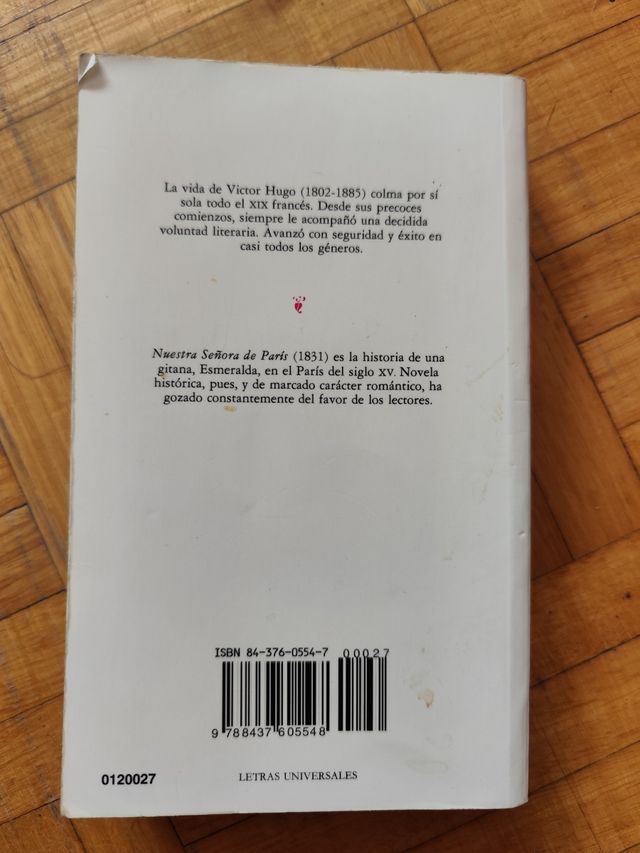 La vida de Victor Hugo (1802-1885) colma por sí
sola todo el XIX francés. Desde sus precoces
comienzos, siempre le acompañó una decidida
voluntad literaria. Avanzó con seguridad y éxito en
casi todos los géneros.
Nuestra Señora de París (1831) es la historia de una
gitana, Esmeralda, en el París del siglo XV. Novela
histórica, pues, y de marcado carácter romántico, ha
gozado constantemente del favor de los lectores.
ISBN 84-376-0554-7
00027
9 788437 605548
0120027
LETRAS UNIVERSALES